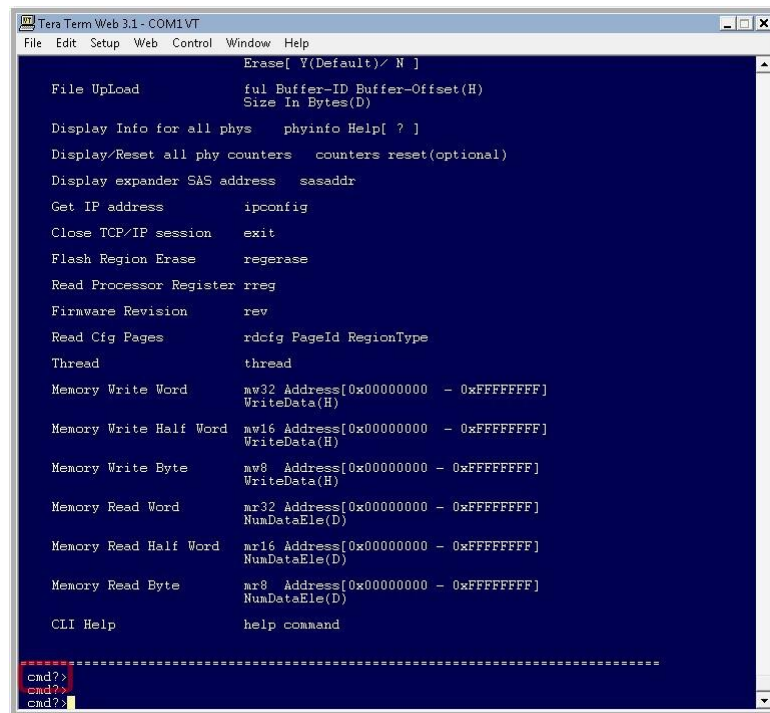 Tera Term Web 3.1 - COM1 VT
File Edit Setup Web Control Window Help
Erase[ Y(Default)/ N ]
File UpLoad ful Buffer-ID Buffer-Offset(H)
Size In Bytes(D)
Display Info for all phys phyinfo Help[ ? ]
Display/Reset all phy counters counters reset(optional)
Display expander SAS address sasaddr
Get IP address ipconfig
Close TCP/IP session exit
Flash Region Erase regerase
Read Processor Register rreg
Firmware Revision rev
Read Cfg Pages rdcfg PageId RegionType
Thread thread
Memory Write Word mw32 Address[0x00000000 - 0xFFFFFFFF]
WriteData(H)
Memory Write Half Word mw16 Address[0x00000000 - 0xFFFFFFFF]
WriteData(H)
Memory Write Byte mw8 Address[0x00000000 - 0xFFFFFFFF]
WriteData(H)
Memory Read Word mr32 Address[0x00000000 - 0xFFFFFFFF]
NumDataEle(D)
Memory Read Half Word mr16 Address[0x00000000 - 0xFFFFFFFF]
NumDataEle(D)
Memory Read Byte mr8 Address[0x00000000 - 0xFFFFFFFF]
NumDataEle(D)
CLI Help help command
================================================================================
cmd?>
cmd?>
cmd?>